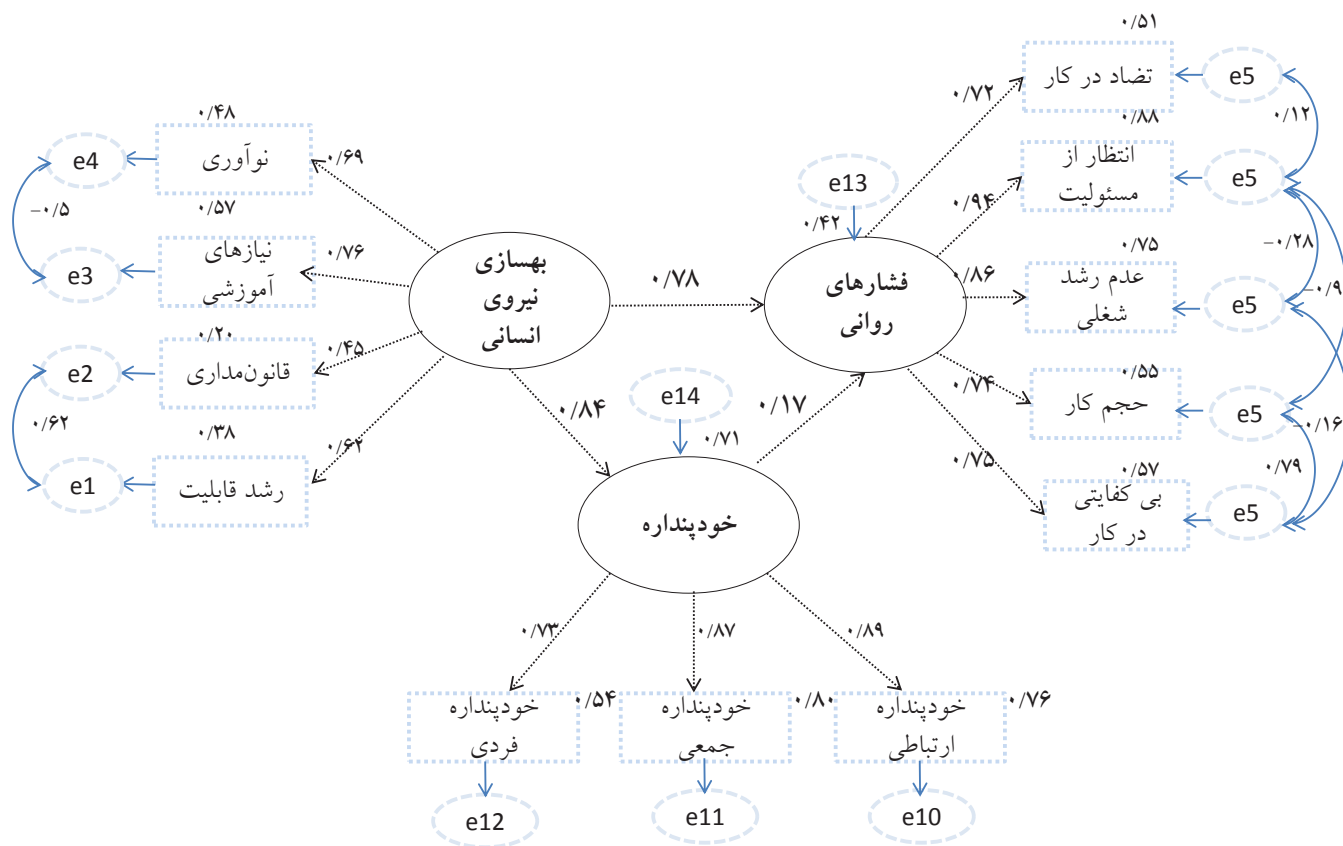 ۰/۵۱
تضاد در کار
e5
۰/۷۲
۰/۱۲
۰/۴۸
نوآوری
e4
۰/۶۹
۰/۸۸
انتظار از
مسئولیت
e5
e13
۰/۹۴
−۰/۵
۰/۵۷
نیازهای
آموزشی
e3
۰/۷۶
بهسازی
نیروی
انسانی
۰/۷۸
۰/۴۲
فشارهای
روانی
۰/۸۶
۰/۷۵
عدم رشد
شغلی
e5
−۰/۲۸
−۰/۹
۰/۲۰
قانون‌مداری
e2
۰/۴۵
۰/۷۴
۰/۵۵
حجم کار
e5
−۰/۱۶
۰/۶۲
۰/۳۸
رشد قابلیت
e1
۰/۶۲
۰/۸۴
e14
۰/۷۱
۰/۱۷
۰/۷۵
۰/۵۷
بی کفایتی
در کار
e5
۰/۷۹
خودپنداره
۰/۷۳
۰/۸۷
۰/۸۹
خودپنداره
فردی
۰/۵۴
خودپنداره
جمعی
۰/۸۰
خودپنداره
ارتباطی
۰/۷۶
e12
e11
e10